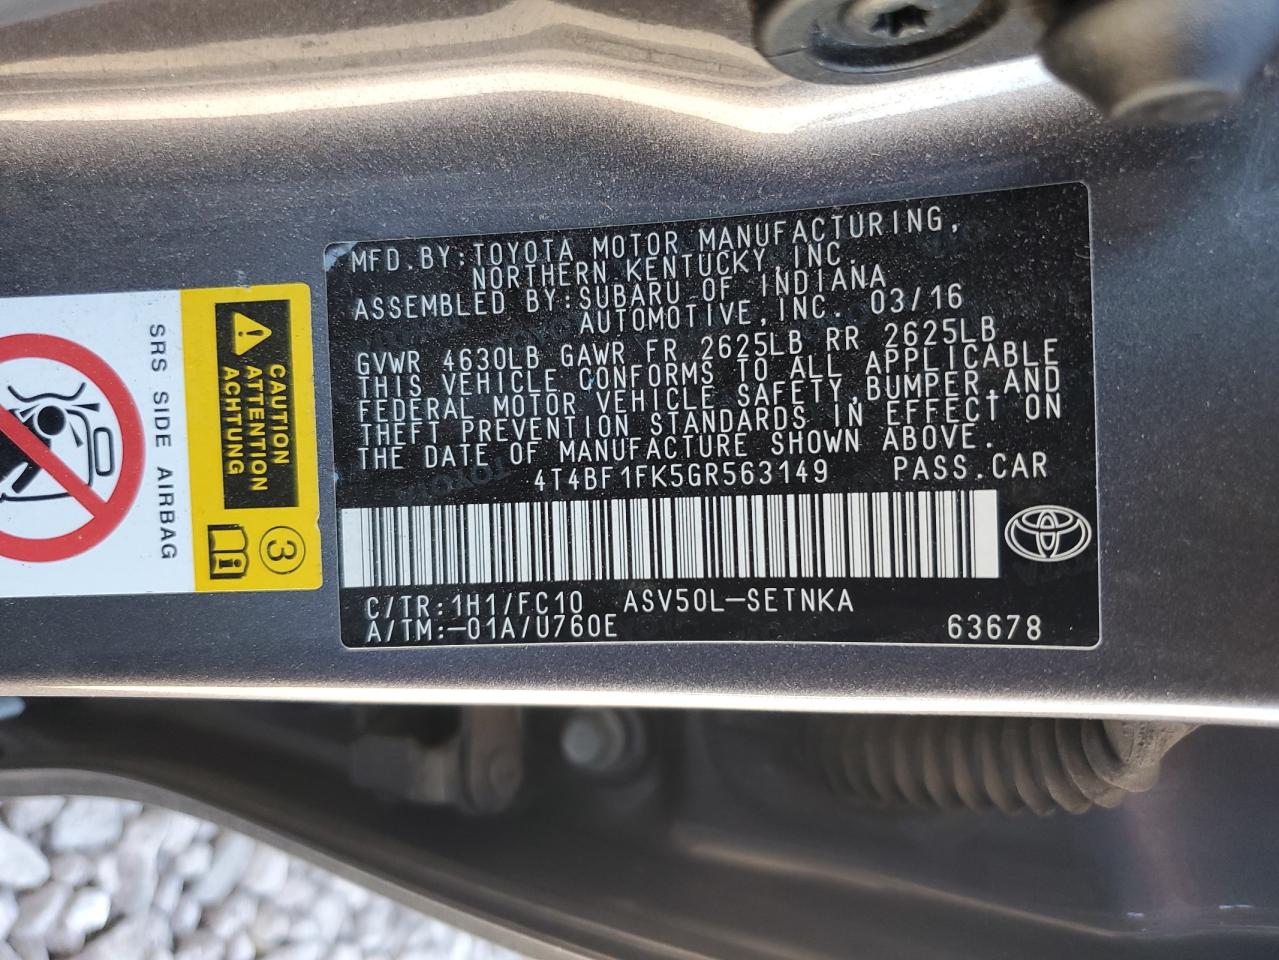 MFD.BY:TOYOTA MOTOR MANUFACTURING,
NORTHERN KENTUCKY, INC.
ASSEMBLED BY:SUBARU OF INDIANA
AUTOMOTIVE,INC. 03/16
GVWR 4630LB GAWR FR 2625LB RR 2625LB
THIS VEHICLE CONFORMS TO ALL APPLICABLE
FEDERAL MOTOR VEHICLE SAFETY,BUMPER,AND
THEFT PREVENTION STANDARDS IN EFFECT ON
THE DATE OF MANUFACTURE SHOWN ABOVE.
4T4BF1FK5GR563149 PASS.CAR
C/TR:1H1/FC10 ASV50L-SETNKA
A/TM:-01A/U760E 63678
CAUTION
ATTENTION
ACHTUNG
3
SRS SIDE AIRBAG